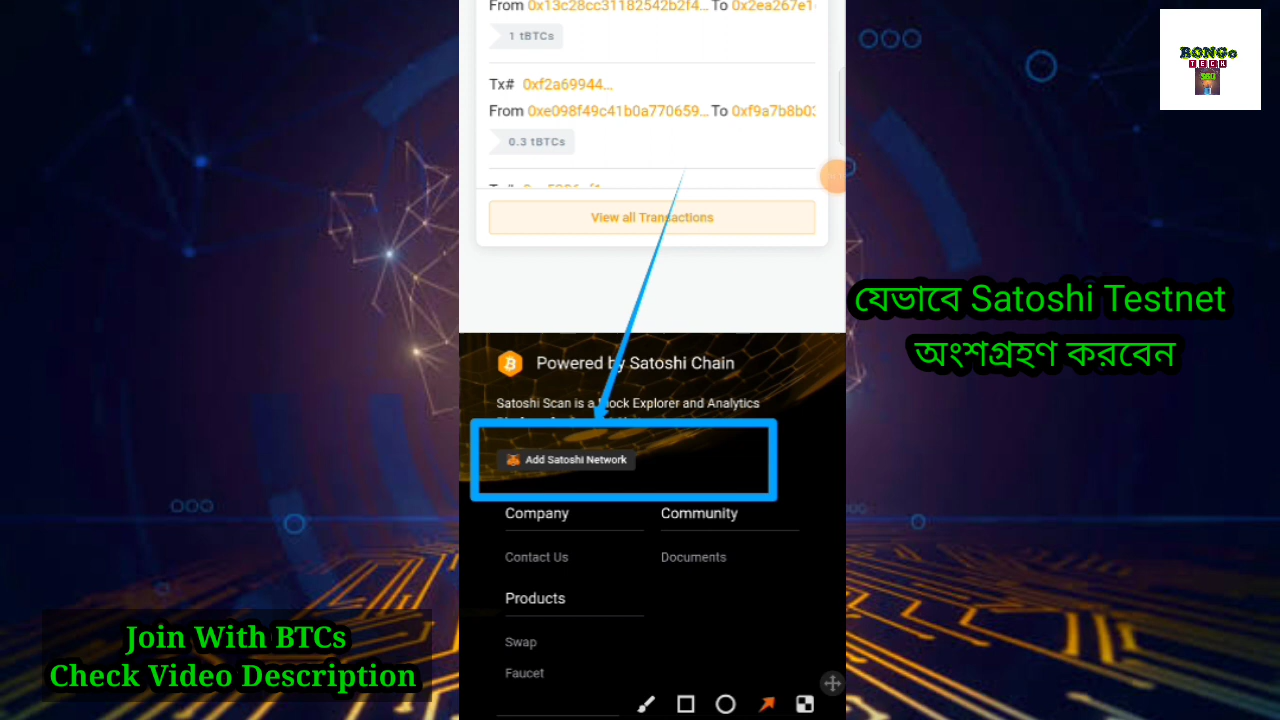 From 0x13c28cc31182542b2f4... To 0x2ea267e1
1 tBTCs
Tx# 0xf2a69944...
From 0xe098f49c41b0a770659... To 0xf9a7b8b0
0.3 tBTCs
View all Transactions
Powered by Satoshi Chain
Satoshi Scan is a Block Explorer and Analytics
Add Satoshi Network
Company
Community
Contact Us
Documents
Products
Swap
Faucet
BONGo
TECH
যেভাবে Satoshi Testnet
অংশগ্রহণ করবেন
Join With BTCs
Check Video Description